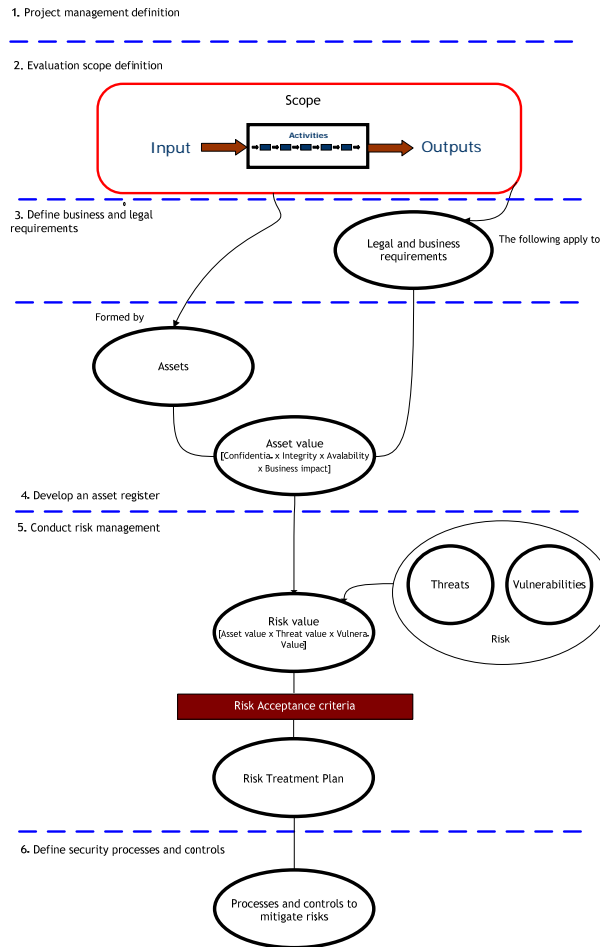 1. Project management definition
2. Evaluation scope definition
Scope
Activities
Input
Outputs
3. Define business and legal
requirements
Legal and business
requirements
The following apply to
Formed by
Assets
Asset value
[Confidentia. x Integrity x Avalability
x Business impact]
4. Develop an asset register
5. Conduct risk management
Threats
Vulnerabilities
Risk
Risk value
[Asset value x Threat value x Vulnera.
Value]
Risk Acceptance criteria
Risk Treatment Plan
6. Define security processes and controls
Processes and controls to
mitigate risks